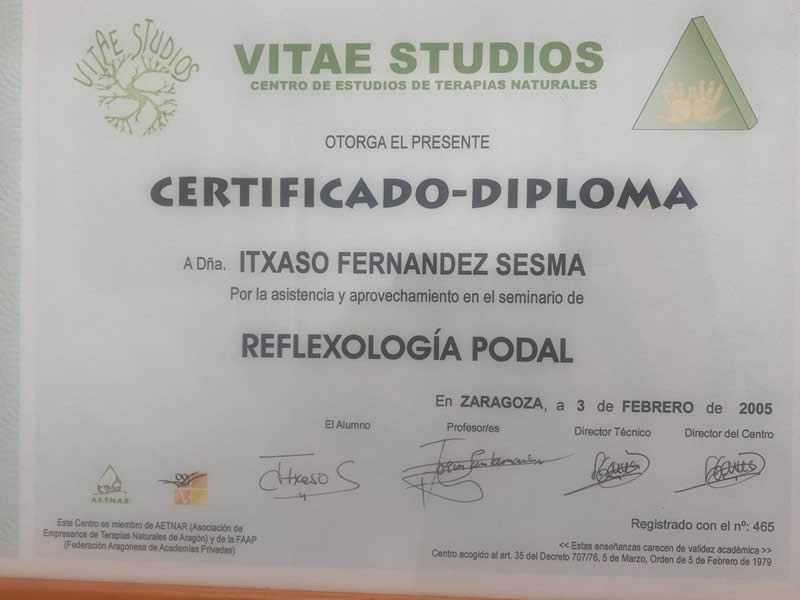 VITAE STUDIOS
VITAE STUDIOS
CENTRO DE ESTUDIOS DE TERAPIAS NATURALES
OTORGA EL PRESENTE
CERTIFICADO-DIPLOMA
A Dña. ITXASO FERNANDEZ SESMA
Por la asistencia y aprovechamiento en el seminario de
REFLEXOLOGÍA PODAL
En ZARAGOZA, a 3 de FEBRERO de 2005
El Alumno Profesor/es Director Técnico Director del Centro
Itxaso S
A.E.T.N.A.R.
Registrado con el nº: 465
Este Centro es miembro de AETNAR (Asociación de
Empresarios de Terapias Naturales de Aragón) y de la FAAP
(Federación Aragonesa de Academias Privadas)
<< Estas enseñanzas carecen de validez académica >>
Centro acogido al art. 35 del Decreto 707/76, 5 de Marzo, Orden de 5 de Febrero de 1979